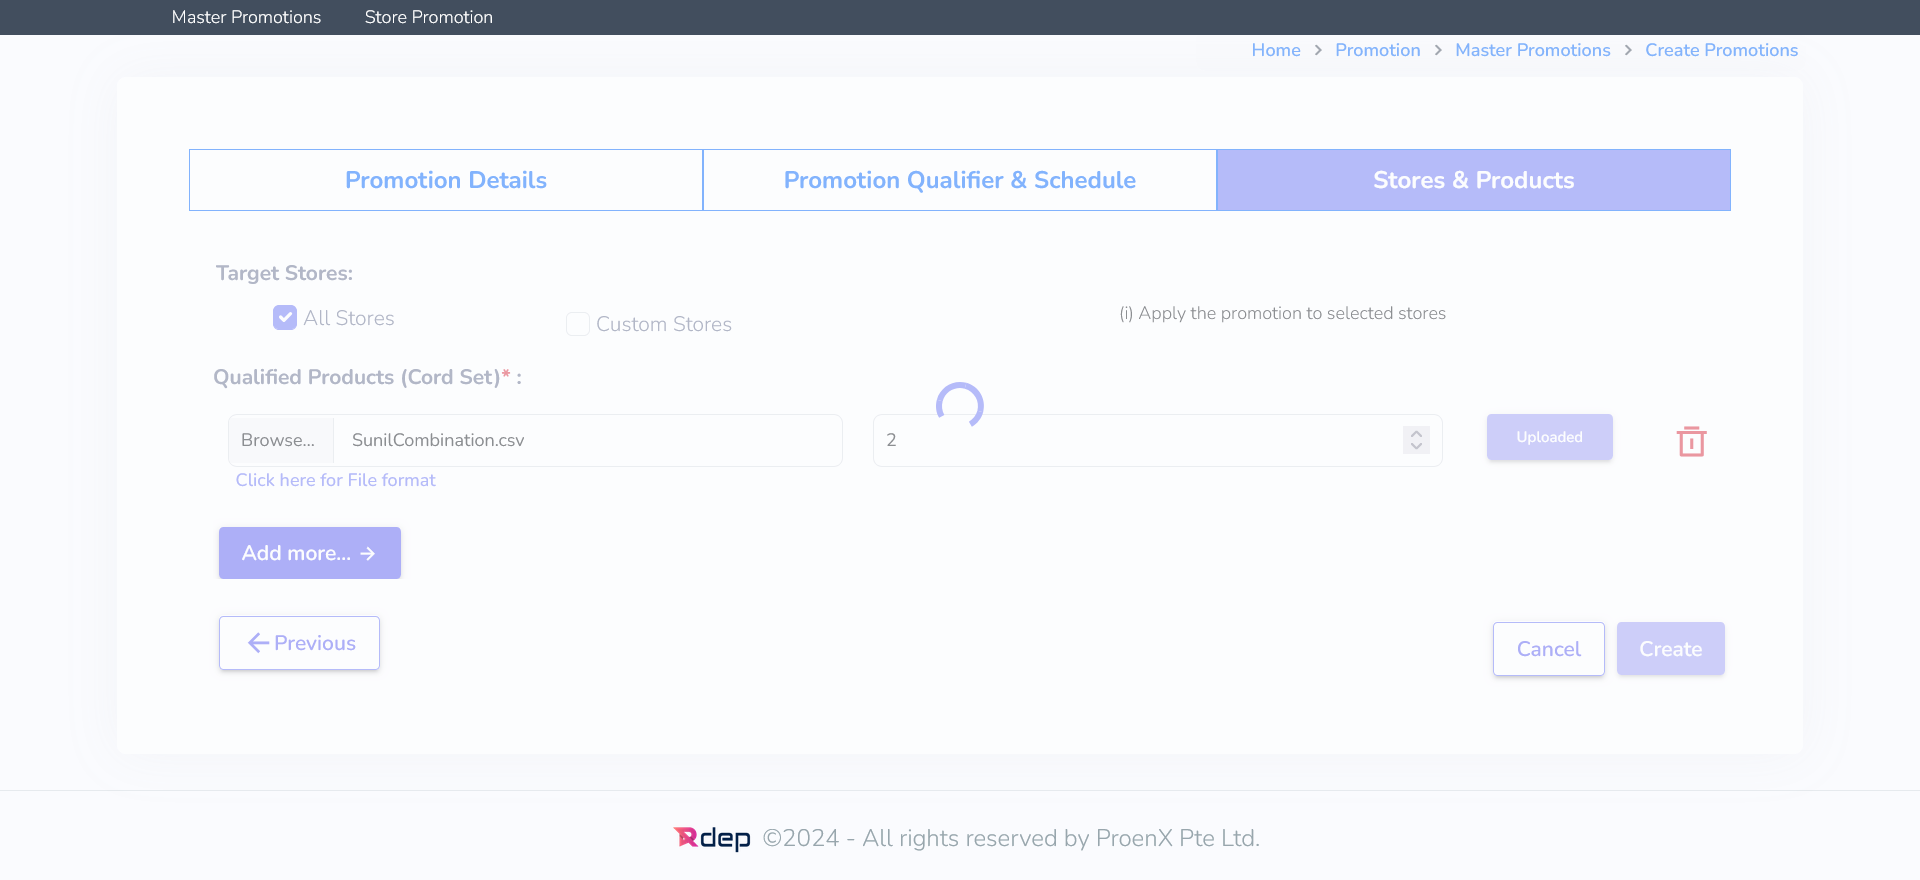 Master Promotions Store Promotion
Home > Promotion > Master Promotions > Create Promotions
Promotion Details Promotion Qualifier & Schedule Stores & Products
Target Stores:
All Stores Custom Stores (i) Apply the promotion to selected stores
Qualified Products (Cord Set)* :
Browse... SunilCombination.csv 2 Uploaded
Click here for File format
Add more... →
←Previous Cancel Create
Rdep ©2024 - All rights reserved by ProenX Pte Ltd.